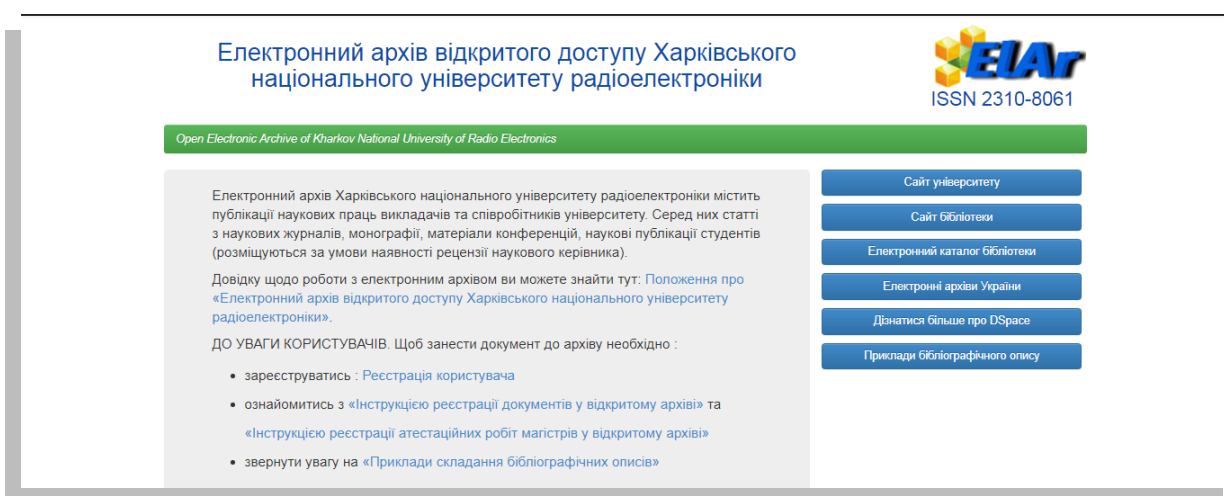 Електронний архів відкритого доступу Харківського
національного університету радіоелектроніки
ElAr
ISSN 2310-8061
Open Electronic Archive of Kharkov National University of Radio Electronics
Електронний архів Харківського національного університету радіоелектроніки містить
публікації наукових праць викладачів та співробітників університету. Серед них статті
з наукових журналів, монографії, матеріали конференцій, наукові публікації студентів
(розміщуються за умови наявності рецензії наукового керівника).
Довідку щодо роботи з електронним архівом ви можете знайти тут: Положення про
«Електронний архів відкритого доступу Харківського національного університету
радіоелектроніки».
ДО УВАГИ КОРИСТУВАЧІВ. Щоб занести документ до архіву необхідно :
• зареєструватись : Реєстрація користувача
• ознайомитись з «Інструкцією реєстрації документів у відкритому архіві» та
«Інструкцією реєстрації атестаційних робіт магістрів у відкритому архіві»
• звернути увагу на «Приклади складання бібліографічних описів»
Сайт університету
Сайт бібліотеки
Електронний каталог бібліотеки
Електронні архіви України
Дізнатися більше про DSpace
Приклади бібліографічного опису